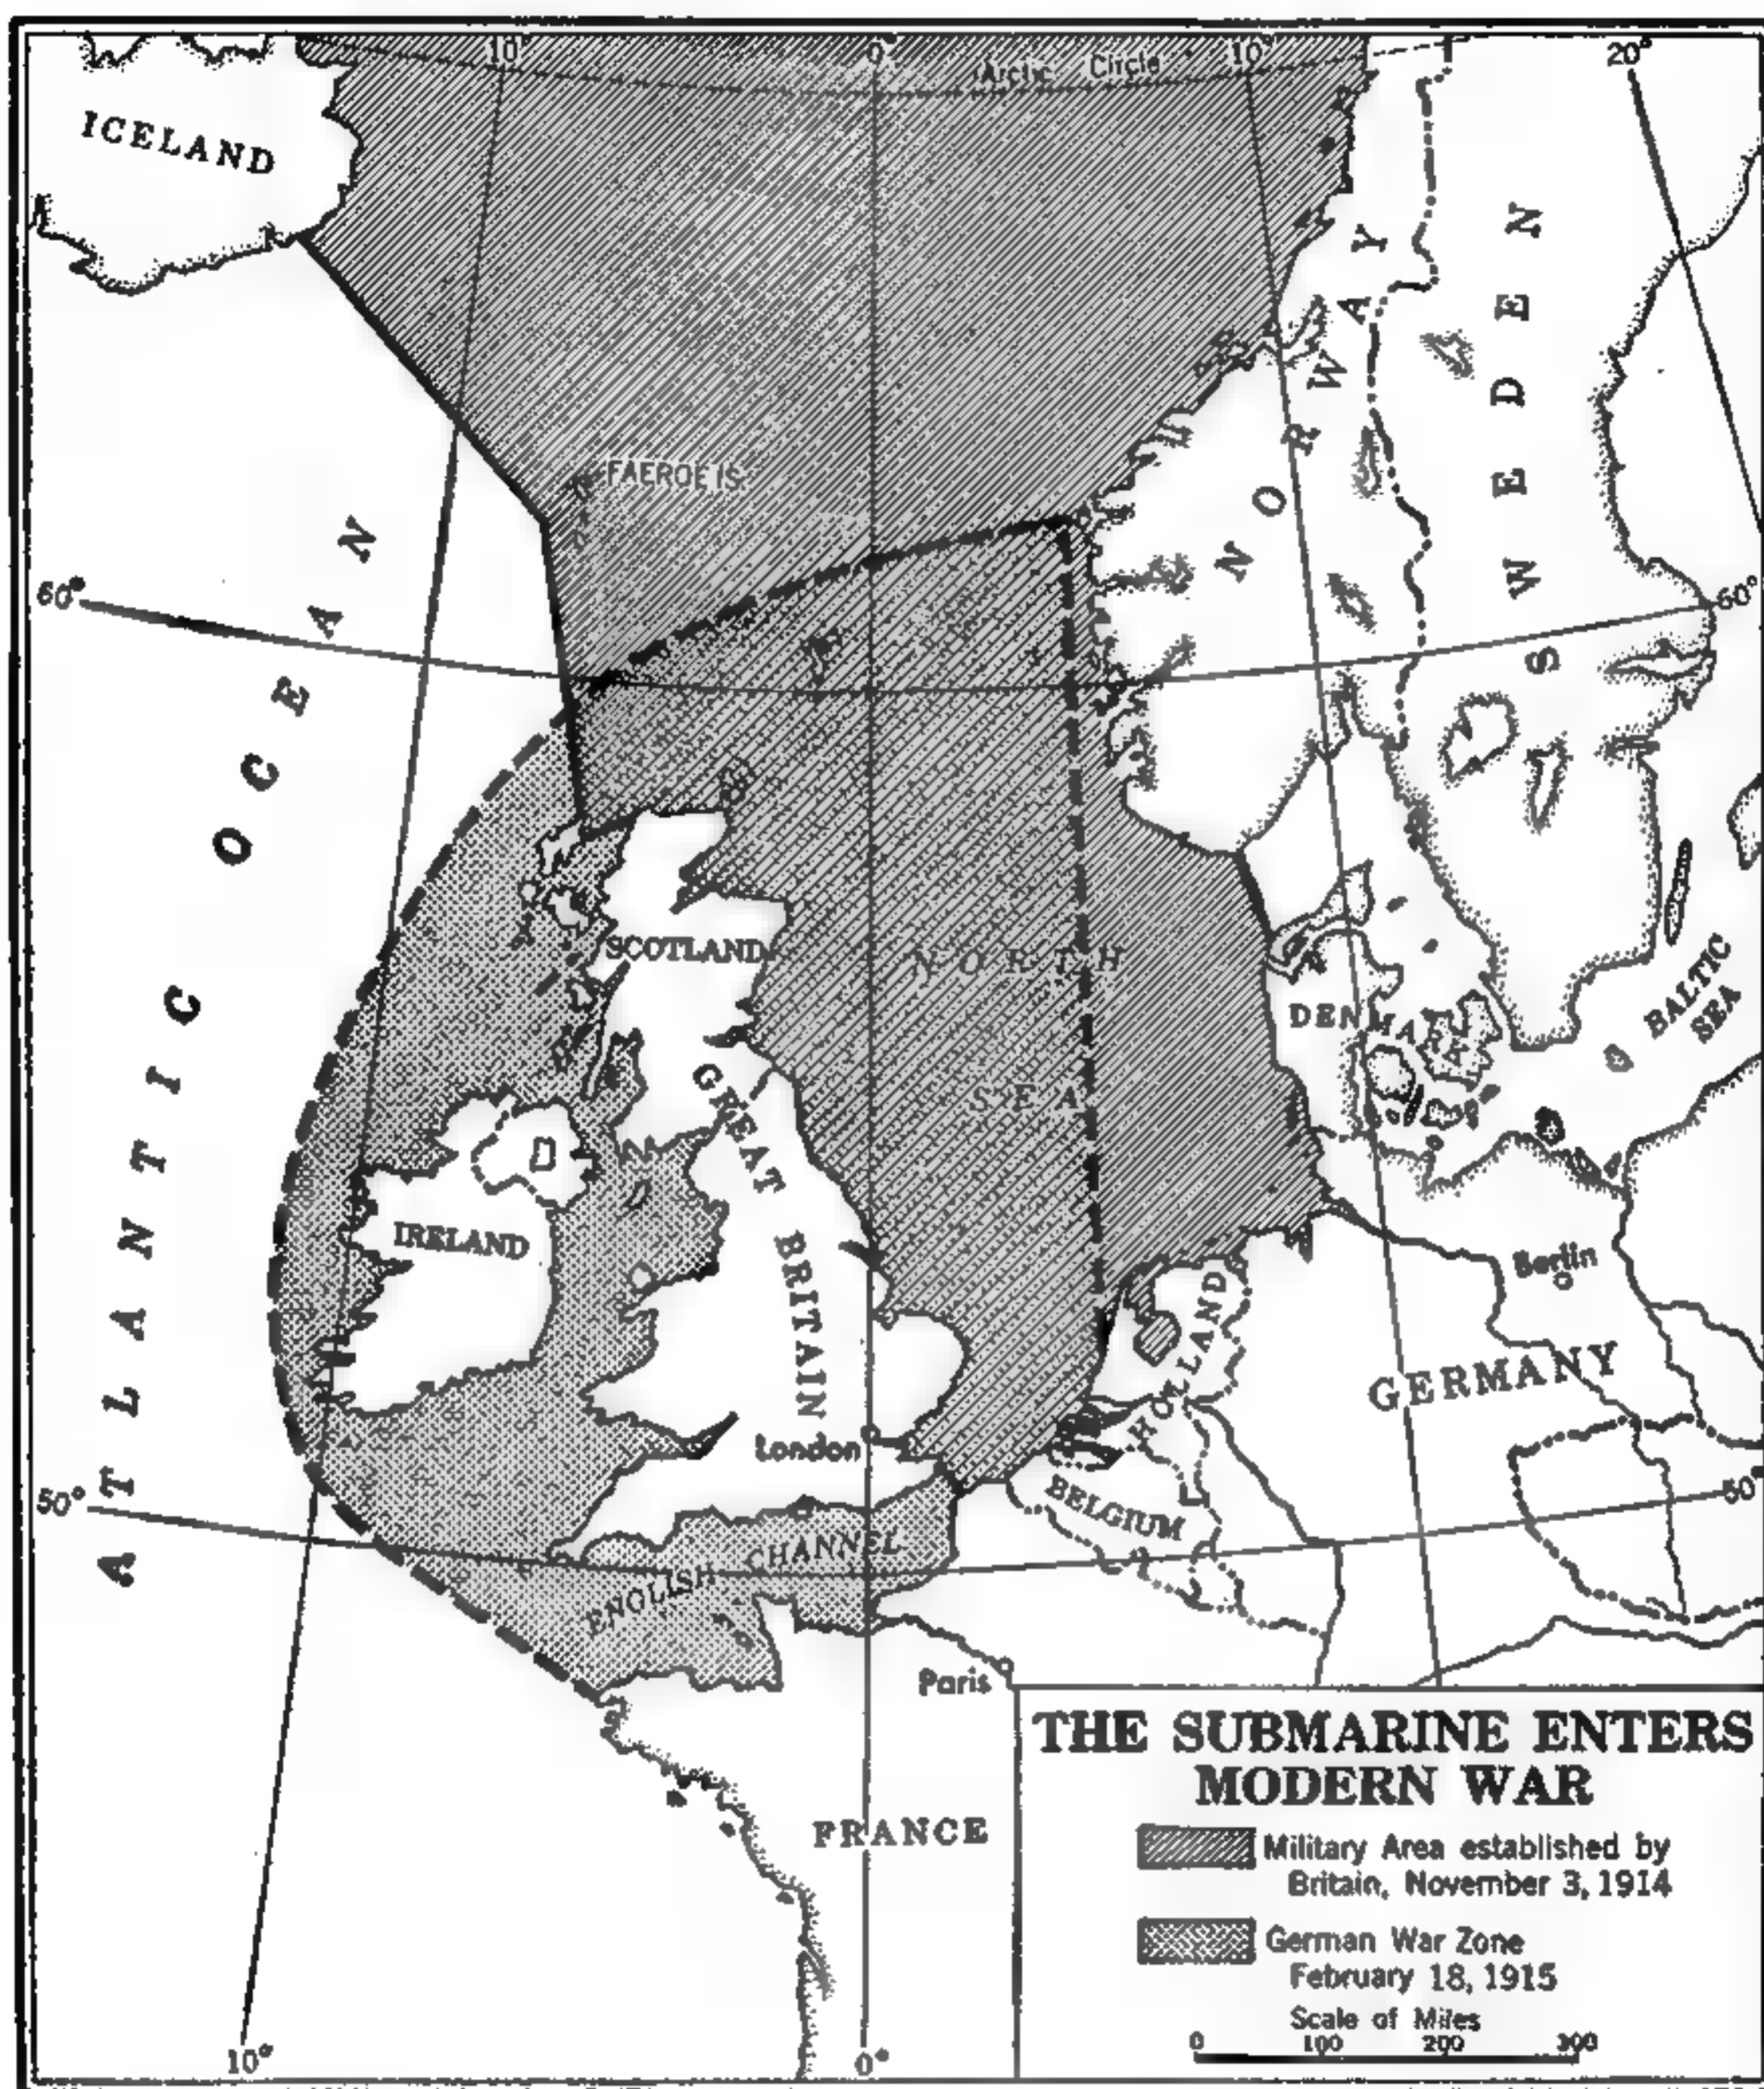 10° 0° 10° 20°
Arctic Circle
ICELAND
NORWAY
SWEDEN
FAEROE IS.
60° 60°
ATLANTIC OCEAN
SCOTLAND
NORTH
SEA
DENMARK
BALTIC
SEA
GREAT BRITAIN
IRELAND
HOLLAND
Berlin
GERMANY
London
BELGIUM
50° 50°
ENGLISH CHANNEL
Paris
FRANCE
THE SUBMARINE ENTERS
MODERN WAR
Military Area established by
Britain, November 3, 1914
German War Zone
February 18, 1915
Scale of Miles
0 100 200 300
10° 0°